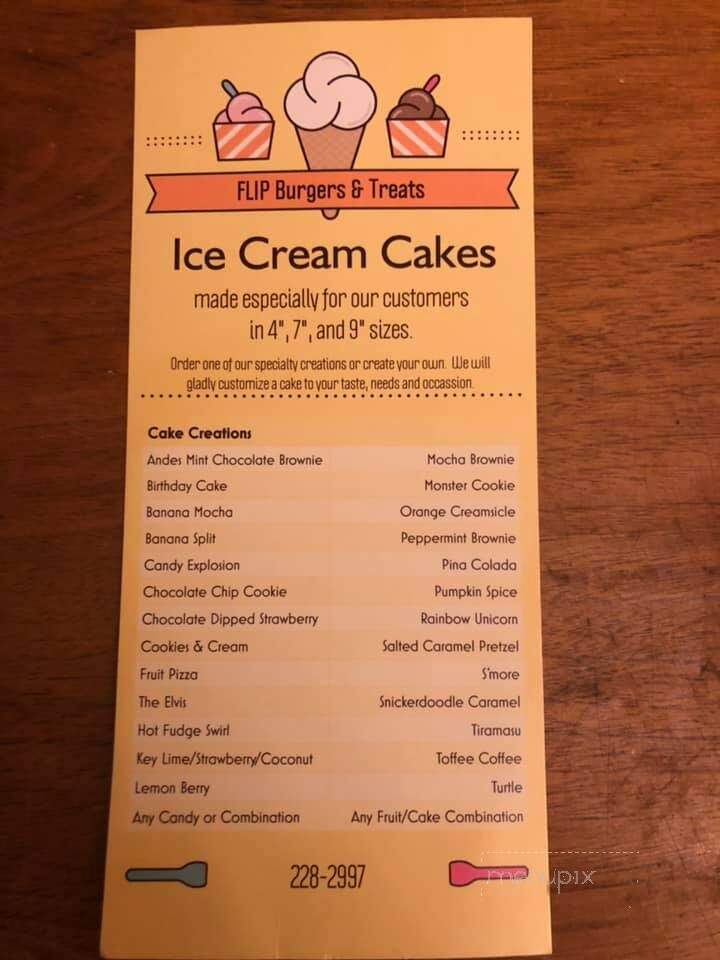 FLIP Burgers & Treats
Ice Cream Cakes
made especially for our customers
in 4", 7", and 9" sizes.
Order one of our specialty creations or create your own. We will
gladly customize a cake to your taste, needs and occassion.
Cake Creations
Andes Mint Chocolate Brownie Mocha Brownie
Birthday Cake Monster Cookie
Banana Mocha Orange Creamsicle
Banana Split Peppermint Brownie
Candy Explosion Pina Colada
Chocolate Chip Cookie Pumpkin Spice
Chocolate Dipped Strawberry Rainbow Unicorn
Cookies & Cream Salted Caramel Pretzel
Fruit Pizza S'more
The Elvis Snickerdoodle Caramel
Hot Fudge Swirl Tiramasu
Key Lime/Strawberry/Coconut Toffee Coffee
Lemon Berry Turtle
Any Candy or Combination Any Fruit/Cake Combination
228-2997
menupix